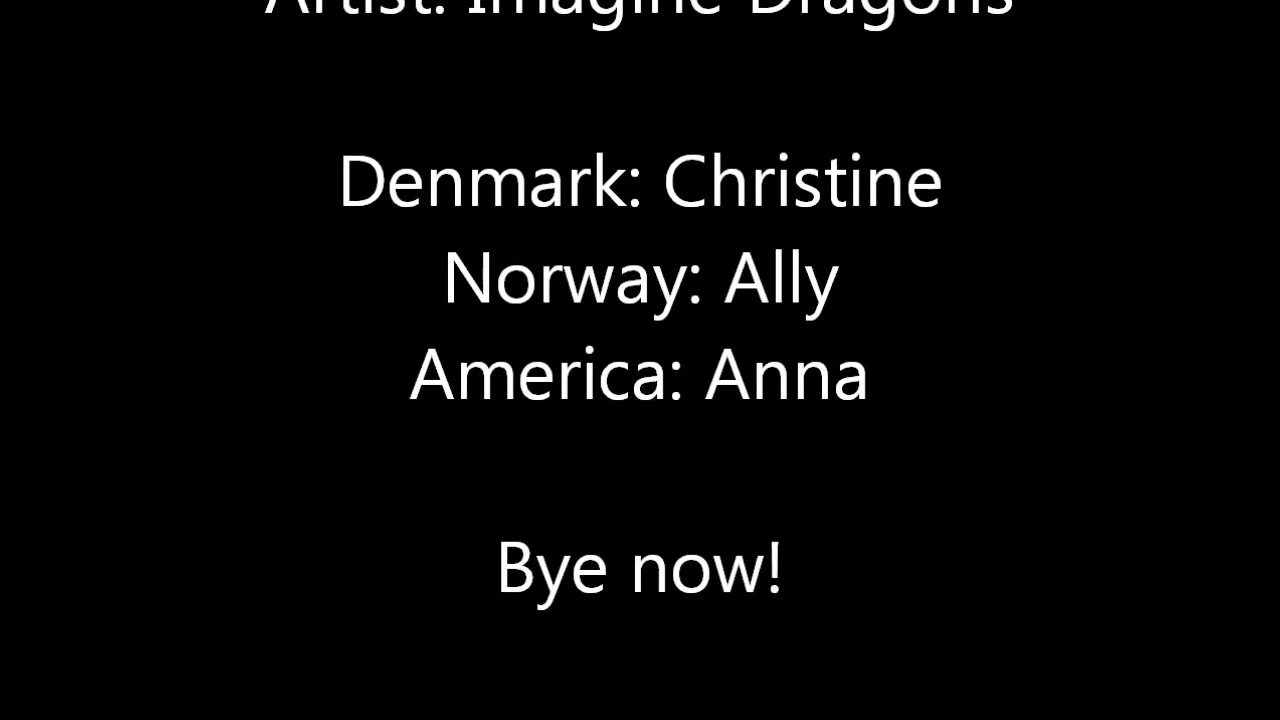 Artist: Imagine Dragons
Denmark: Christine
Norway: Ally
America: Anna
Bye now!